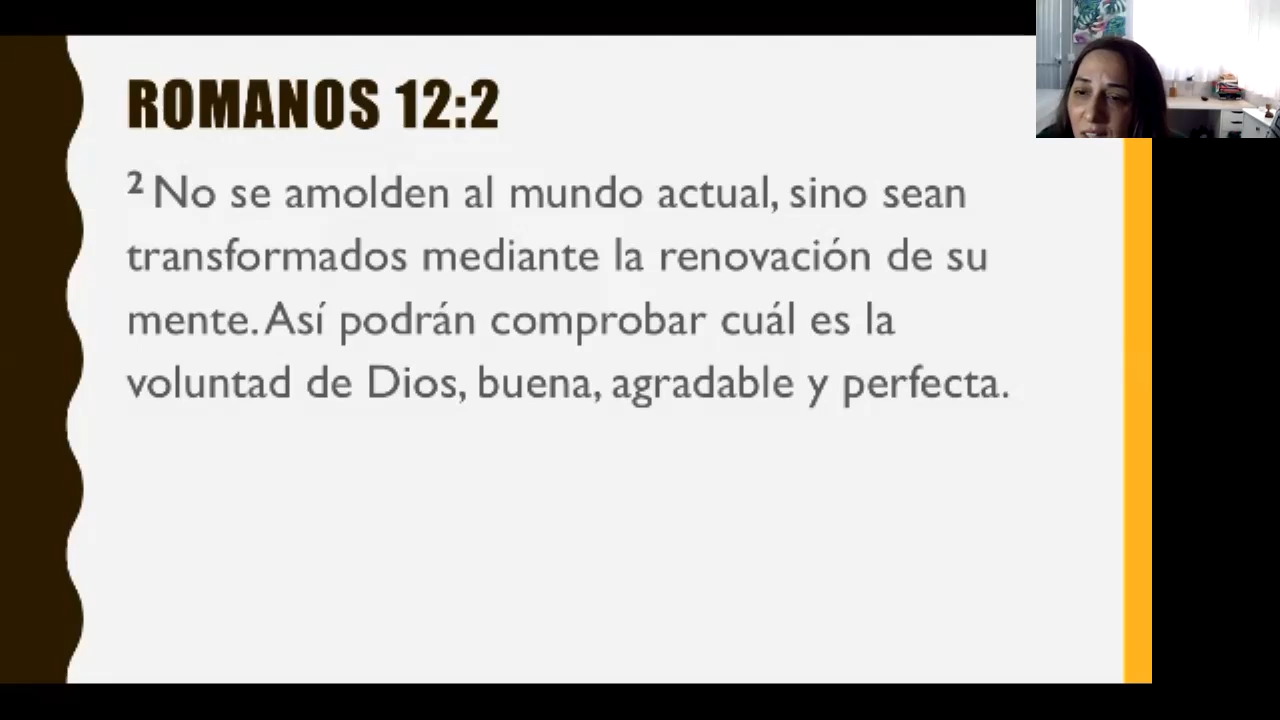 ROMANOS 12:2
² No se amolden al mundo actual, sino sean
transformados mediante la renovación de su
mente. Así podrán comprobar cuál es la
voluntad de Dios, buena, agradable y perfecta.